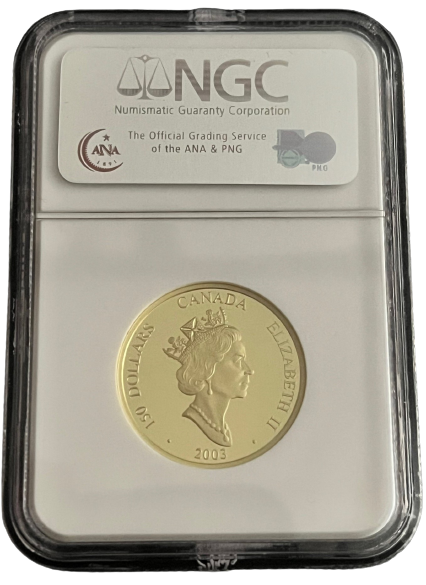 NGC
Numismatic Guaranty Corporation
The Official Grading Service
of the ANA & PNG
ANA
1891
PNG
CANADA
150 DOLLARS
ELIZABETH II
2003